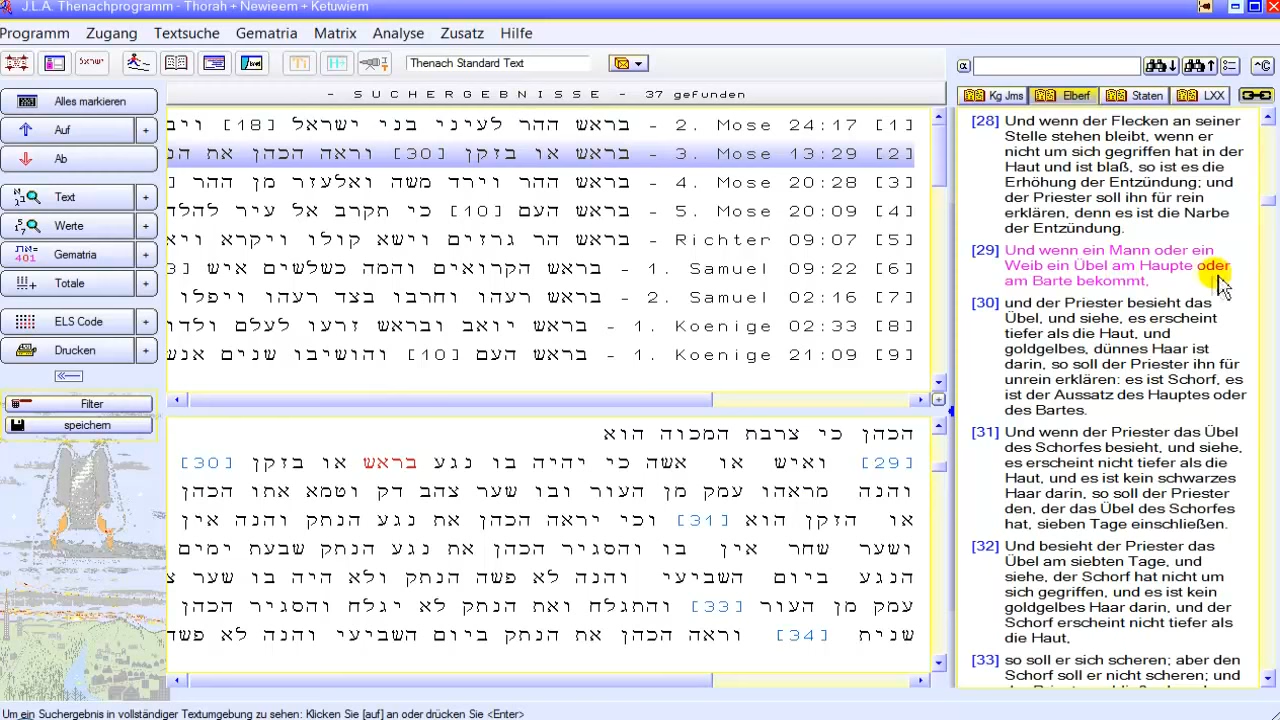 J.L.A. Thenachprogramm - Thorah + Newieem + Ketuwiem
Programm Zugang Textsuche Gematria Matrix Analyse Zusatz Hilfe
Thenach Standard Text
- SUCHERGEBNISSE - 37 gefunden
Alles markieren
Auf +
Ab
Text +
Werte +
Gematria +
Totale +
ELS Code +
Drucken +
Filter
speichern
[1] 2. Mose 24:17 - בראש ההר לעיני בני ישראל [18] ויב
[2] 3. Mose 13:29 - בראש או בזקן [30] וראה הכהן את הנ
[3] 4. Mose 20:28 - בראש ההר וירד משה ואלעזר מן ההר
[4] 5. Mose 20:09 - בראש העם [10] כי תקרב אל עיר להלח
[5] Richter 09:07 - בראש הר גרזים וישא קולו ויקרא ויא
[6] 1. Samuel 09:22 - בראש הקרואים והמה כשלשים איש
[7] 2. Samuel 02:16 - בראש רעהו וחרבו בצד רעהו ויפלו
[8] 1. Koenige 02:33 - בראש יואב ובראש זרעו לעלם ולדו
[9] 1. Koenige 21:09 - בראש העם [10] והושיבו שנים אנש
הכהן כי צרבת המכוה הוא
[29] ואיש או אשה כי יהיה בו נגע בראש או בזקן [30]
והנה מראהו עמק מן העור ובו שער צהב דק וטמא אתו הכהן
או הזקן הוא [31] וכי יראה הכהן את נגע הנתק והנה אין
ושער שחר אין בו והסגיר הכהן את נגע הנתק שבעת ימים
הנגע ביום השביעי והנה לא פשה הנתק ולא היה בו שער צ
עמק מן העור [33] והתגלח ואת הנתק לא יגלח והסגיר הכהן
שנית [34] וראה הכהן את הנתק ביום השביעי והנה לא פשה
Kg Jms Elberf Staten LXX
[28] Und wenn der Flecken an seiner
Stelle stehen bleibt, wenn er
nicht um sich gegriffen hat in der
Haut und ist blaß, so ist es die
Erhöhung der Entzündung; und
der Priester soll ihn für rein
erklären, denn es ist die Narbe
der Entzündung.
[29] Und wenn ein Mann oder ein
Weib ein Übel am Haupte oder
am Barte bekommt,
[30] und der Priester besieht das
Übel, und siehe, es erscheint
tiefer als die Haut, und
goldgelbes, dünnes Haar ist
darin, so soll der Priester ihn für
unrein erklären: es ist Schorf, es
ist der Aussatz des Hauptes oder
des Bartes.
[31] Und wenn der Priester das Übel
des Schorfes besieht, und siehe,
es erscheint nicht tiefer als die
Haut, und es ist kein schwarzes
Haar darin, so soll der Priester
den, der das Übel des Schorfes
hat, sieben Tage einschließen.
[32] Und besieht der Priester das
Übel am siebten Tage, und
siehe, der Schorf hat nicht um
sich gegriffen, und es ist kein
goldgelbes Haar darin, und der
Schorf erscheint nicht tiefer als
die Haut,
[33] so soll er sich scheren; aber den
Schorf soll er nicht scheren; und
Um ein Suchergebnis in vollständiger Textumgebung zu sehen: Klicken Sie [auf] an oder drücken Sie <Enter>